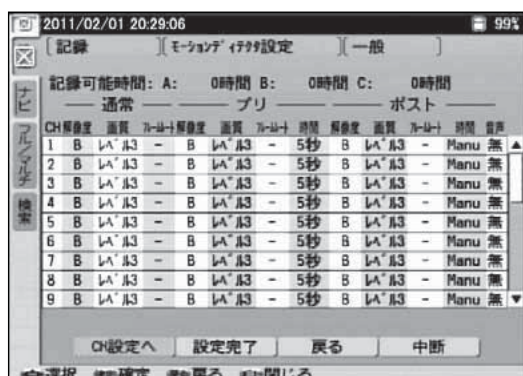 2011/02/01 20:29:06 99%
[記録 ][モーションディテクタ設定 ][一般 ]
ナビ
フル/マルチ
検索
記録可能時間: A: 0時間 B: 0時間 C: 0時間
通常 プリ ポスト
CH 解像度 画質 フレームレート 解像度 画質 フレームレート 時間 解像度 画質 フレームレート 時間 音声
1 B レベル3 - B レベル3 - 5秒 B レベル3 - Manu 無
2 B レベル3 - B レベル3 - 5秒 B レベル3 - Manu 無
3 B レベル3 - B レベル3 - 5秒 B レベル3 - Manu 無
4 B レベル3 - B レベル3 - 5秒 B レベル3 - Manu 無
5 B レベル3 - B レベル3 - 5秒 B レベル3 - Manu 無
6 B レベル3 - B レベル3 - 5秒 B レベル3 - Manu 無
7 B レベル3 - B レベル3 - 5秒 B レベル3 - Manu 無
8 B レベル3 - B レベル3 - 5秒 B レベル3 - Manu 無
9 B レベル3 - B レベル3 - 5秒 B レベル3 - Manu 無
CH設定へ 設定完了 戻る 中断
選択 確定 戻る 閉じる